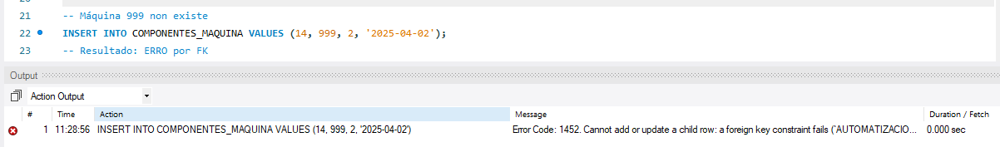 21 -- Máquina 999 non existe
22 INSERT INTO COMPONENTES_MAQUINA VALUES (14, 999, 2, '2025-04-02');
23 -- Resultado: ERRO por FK
Output
Action Output
# Time Action Message Duration / Fetch
1 11:28:56 INSERT INTO COMPONENTES_MAQUINA VALUES (14, 999, 2, '2025-04-02') Error Code: 1452. Cannot add or update a child row: a foreign key constraint fails (`AUTOMATIZACIO... 0.000 sec